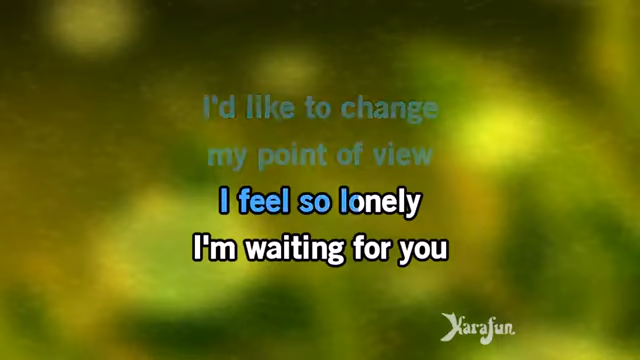 I'd like to change
my point of view
I feel so lonely
I'm waiting for you
Karafun